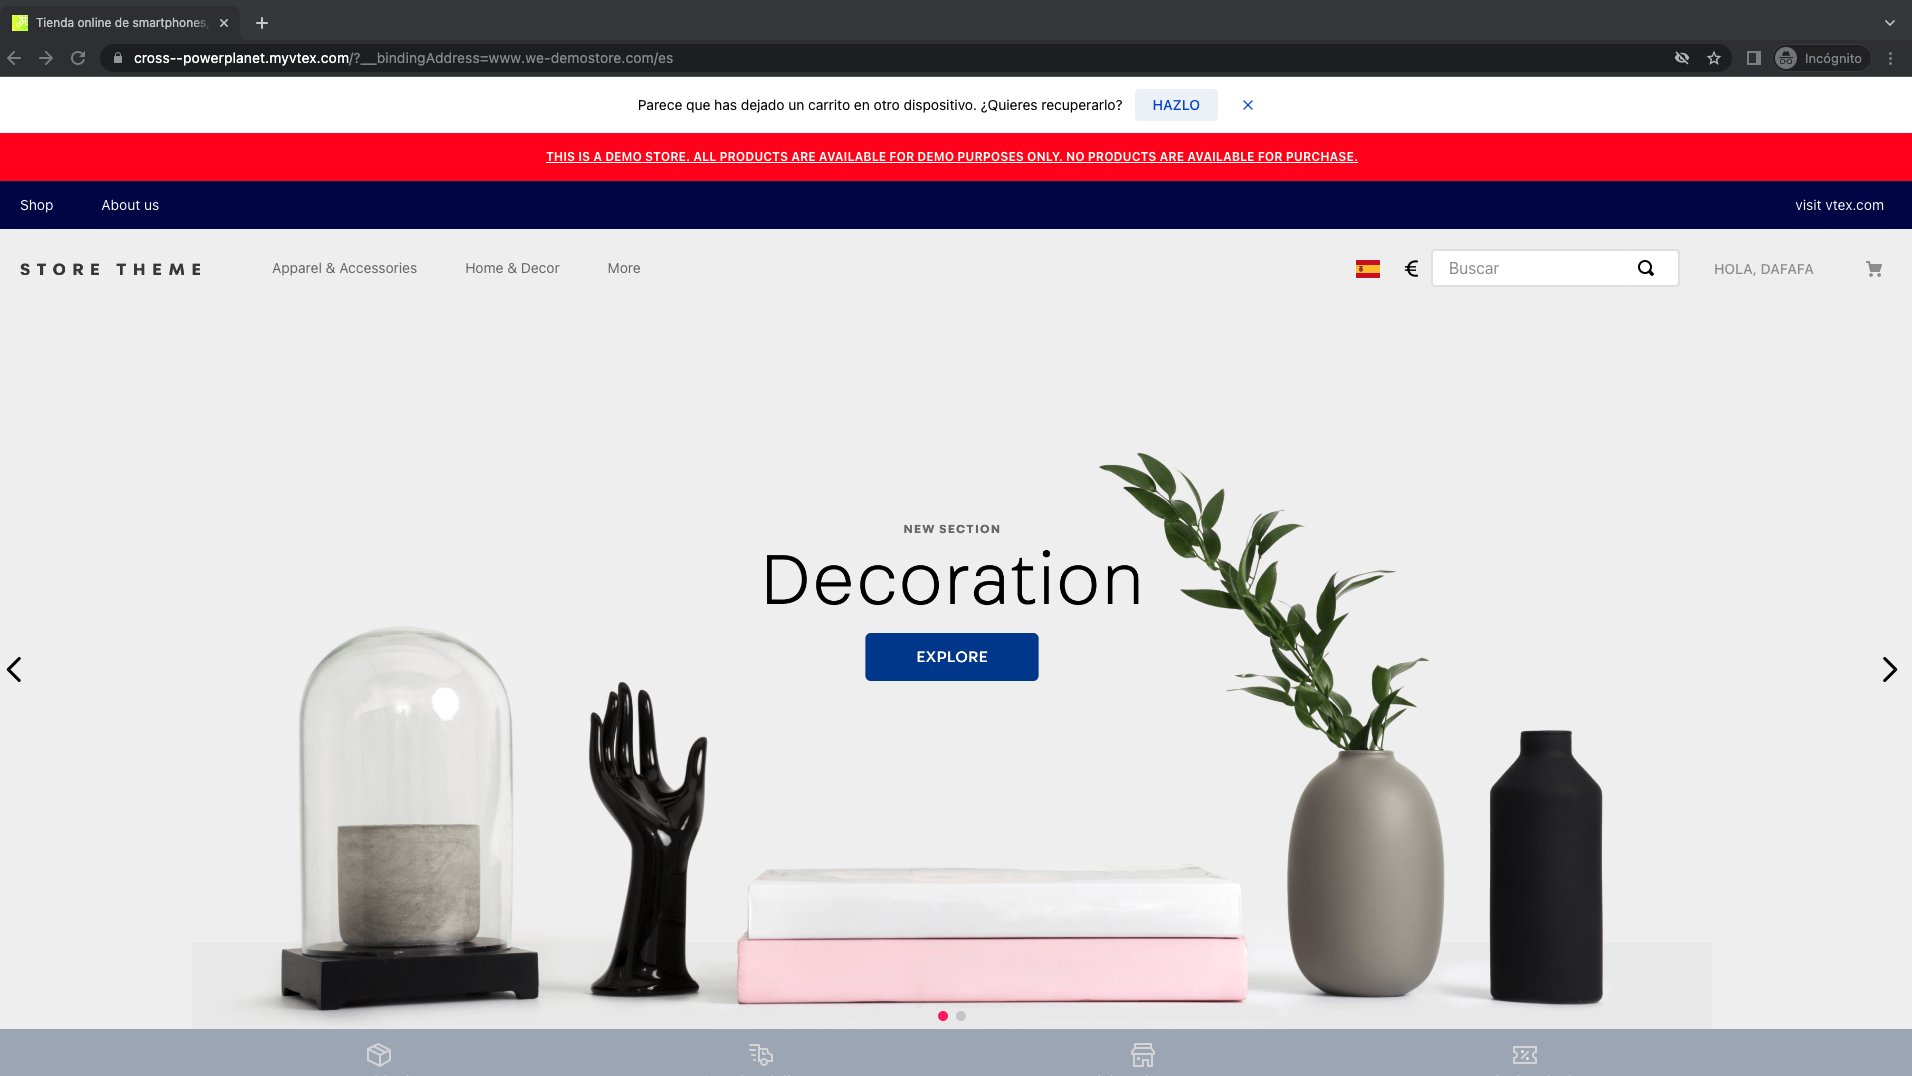 Tienda online de smartphones,
cross--powerplanet.myvtex.com/?__bindingAddress=www.we-demostore.com/es
Incógnito
Parece que has dejado un carrito en otro dispositivo. ¿Quieres recuperarlo?
HAZLO
THIS IS A DEMO STORE. ALL PRODUCTS ARE AVAILABLE FOR DEMO PURPOSES ONLY. NO PRODUCTS ARE AVAILABLE FOR PURCHASE.
Shop
About us
visit vtex.com
STORE THEME
Apparel & Accessories
Home & Decor
More
€
Buscar
HOLA, DAFAFA
NEW SECTION
Decoration
EXPLORE